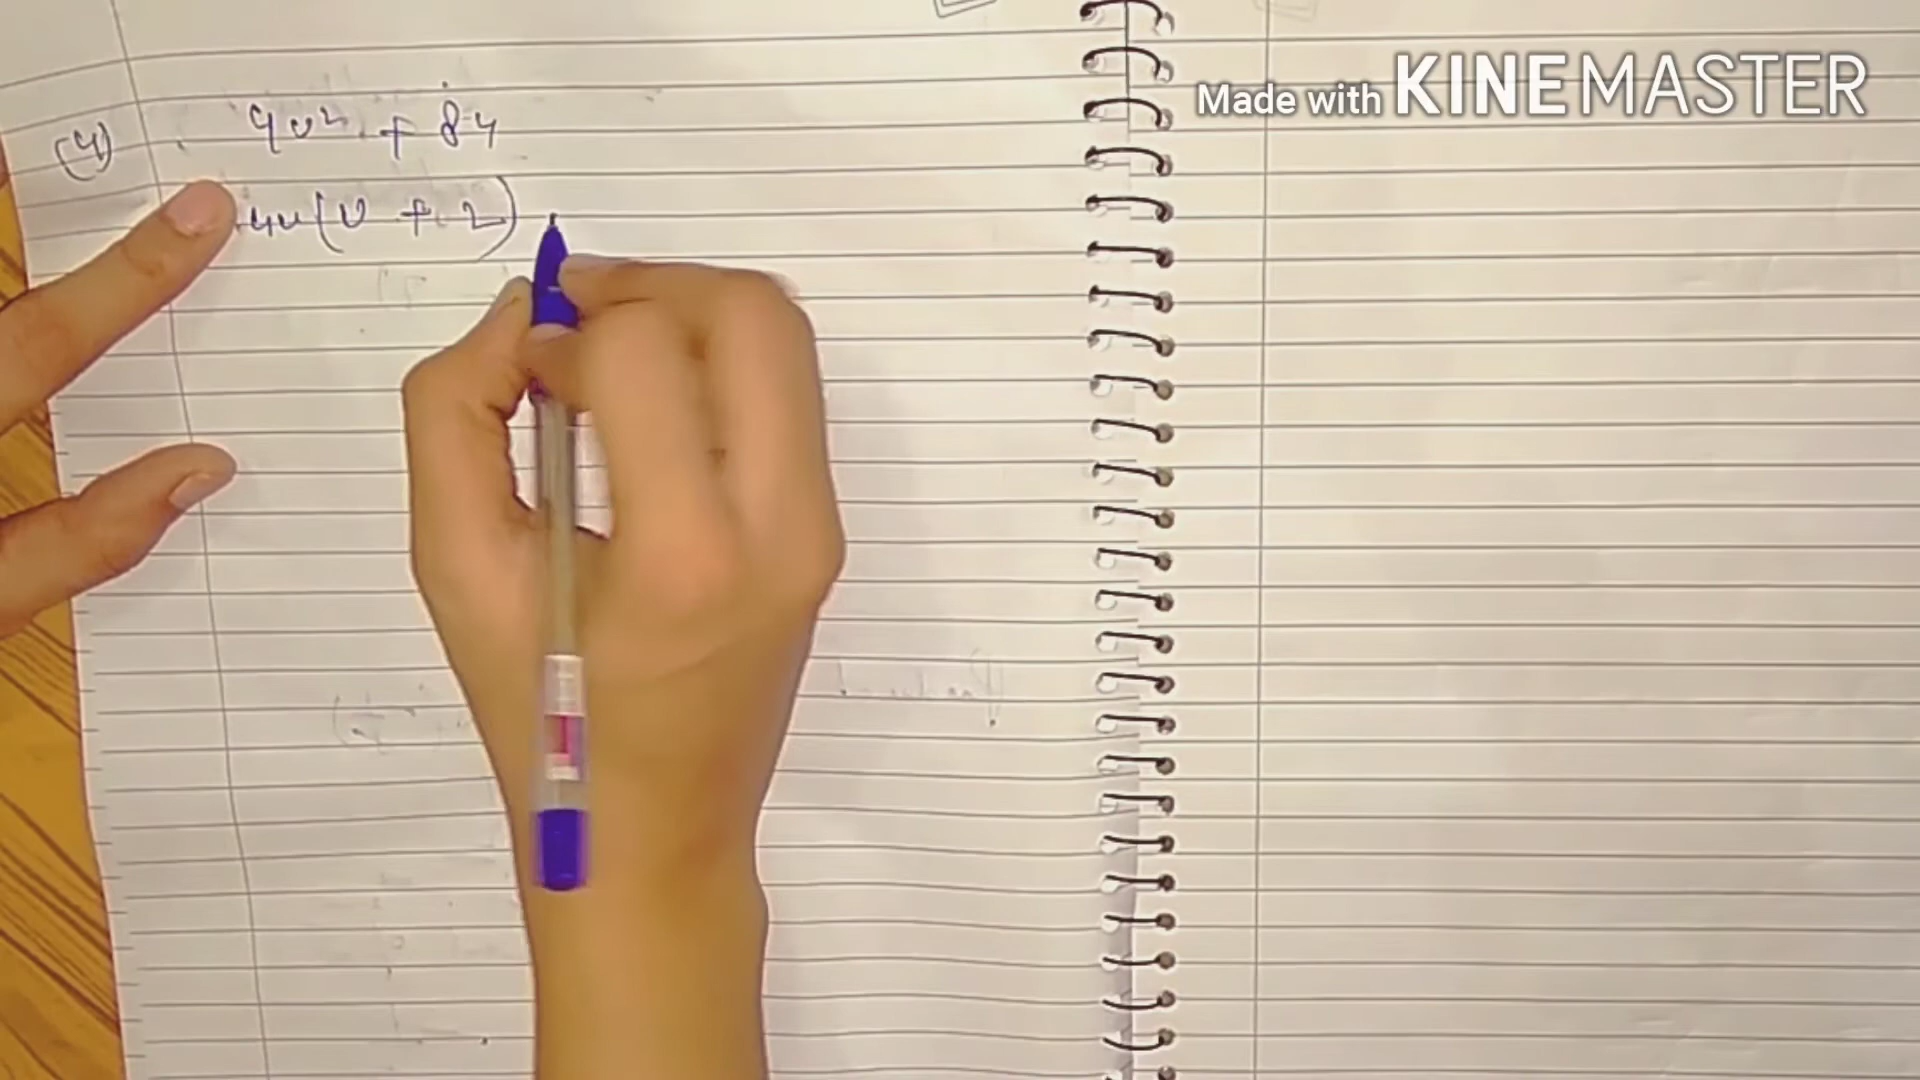 Made with KINEMASTER
(4) 4u² + 8u
4u(u + 2)